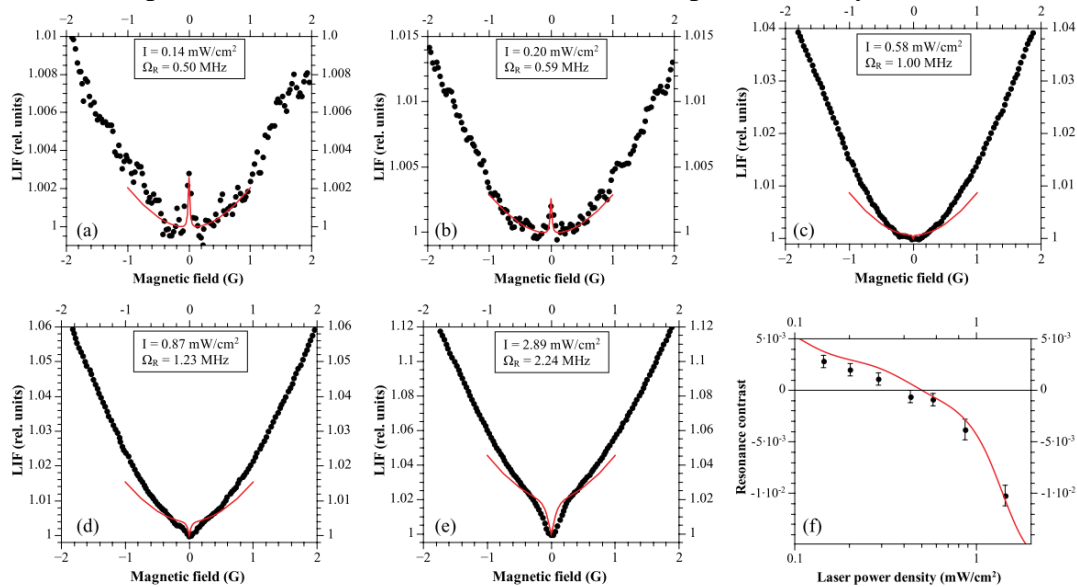 −2 −1 0 1 2
1.01 1.0
I = 0.14 mW/cm²
Ω_R = 0.50 MHz
1.008 1.008
1.006 1.006
1.004 1.004
1.002 1.002
1 1
LIF (rel. units)
(a)
−2 −1 0 1 2
Magnetic field (G)
−2 −1 0 1 2
1.015 1.015
I = 0.20 mW/cm²
Ω_R = 0.59 MHz
1.01 1.01
1.005 1.005
1 1
LIF (rel. units)
(b)
−2 −1 0 1 2
Magnetic field (G)
−2 −1 0 1 2
1.04 1.04
I = 0.58 mW/cm²
Ω_R = 1.00 MHz
1.03 1.03
1.02 1.02
1.01 1.01
1 1
LIF (rel. units)
(c)
−2 −1 0 1 2
Magnetic field (G)
−2 −1 0 1 2
1.06 1.06
I = 0.87 mW/cm²
Ω_R = 1.23 MHz
1.05 1.05
1.04 1.04
1.03 1.03
1.02 1.02
1.01 1.01
1 1
LIF (rel. units)
(d)
−2 −1 0 1 2
Magnetic field (G)
−2 −1 0 1 2
1.12 1.12
I = 2.89 mW/cm²
Ω_R = 2.24 MHz
1.1 1.1
1.08 1.08
1.06 1.06
1.04 1.04
1.02 1.02
1 1
LIF (rel. units)
(e)
−2 −1 0 1 2
Magnetic field (G)
0.1 1
5·10⁻³ 5·10⁻³
0 0
-5·10⁻³ -5·10⁻³
-1·10⁻² -1·10⁻²
Resonance contrast
(f)
0.1 1
Laser power density (mW/cm²)